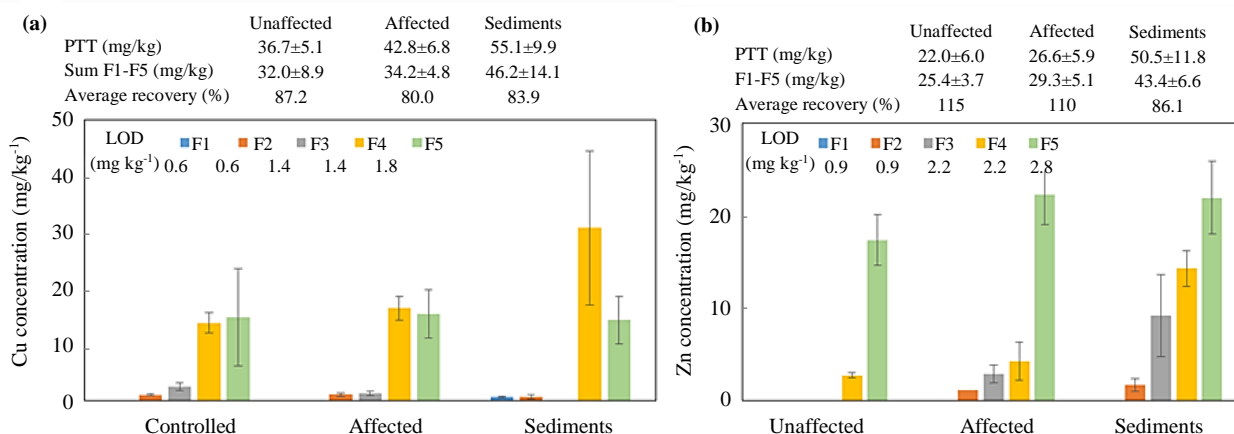 (a)
Unaffected Affected Sediments
PTT (mg/kg) 36.7±5.1 42.8±6.8 55.1±9.9
Sum F1-F5 (mg/kg) 32.0±8.9 34.2±4.8 46.2±14.1
Average recovery (%) 87.2 80.0 83.9
LOD F1 F2 F3 F4 F5
(mg kg-1) 0.6 0.6 1.4 1.4 1.8
50
40
30
20
10
0
Cu concentration (mg/kg-1)
Controlled Affected Sediments
(b)
Unaffected Affected Sediments
PTT (mg/kg) 22.0±6.0 26.6±5.9 50.5±11.8
F1-F5 (mg/kg) 25.4±3.7 29.3±5.1 43.4±6.6
Average recovery (%) 115 110 86.1
LOD F1 F2 F3 F4 F5
(mg kg-1) 0.9 0.9 2.2 2.2 2.8
30
20
10
0
Zn concentration (mg/kg-1)
Unaffected Affected Sediments